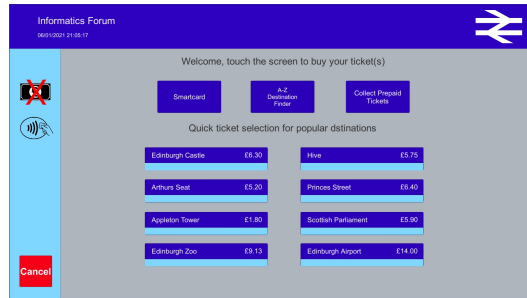 Informatics Forum
06/01/2021 21:05:17
Welcome, touch the screen to buy your ticket(s)
Smartcard
A-Z
Destination
Finder
Collect Prepaid
Tickets
Quick ticket selection for popular dstinations
Edinburgh Castle £6.30
Hive £5.75
Arthurs Seat £5.20
Princes Street £6.40
Appleton Tower £1.80
Scottish Parliament £5.90
Edinburgh Zoo £9.13
Edinburgh Airport £14.00
Cancel